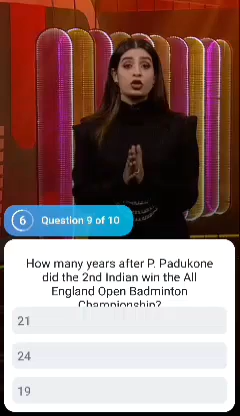 6 Question 9 of 10
How many years after P. Padukone
did the 2nd Indian win the All
England Open Badminton
Championship?
21
24
19